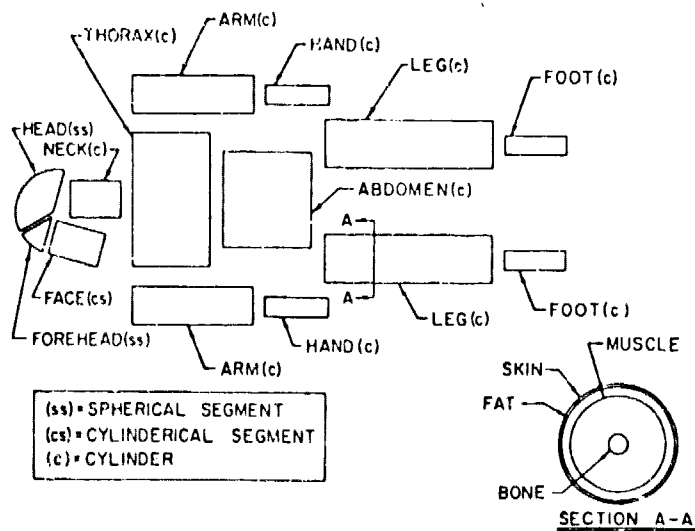 ARM(c)
THORAX(c)
HAND(c)
LEG(c)
FOOT(c)
HEAD(ss)
NECK(c)
ABDOMEN(c)
A
A
FACE(cs)
FOREHEAD(ss)
ARM(c)
HAND(c)
LEG(c)
FOOT(c)
(ss)=SPHERICAL SEGMENT
(cs)=CYLINDERICAL SEGMENT
(c)=CYLINDER
MUSCLE
SKIN
FAT
BONE
SECTION A-A